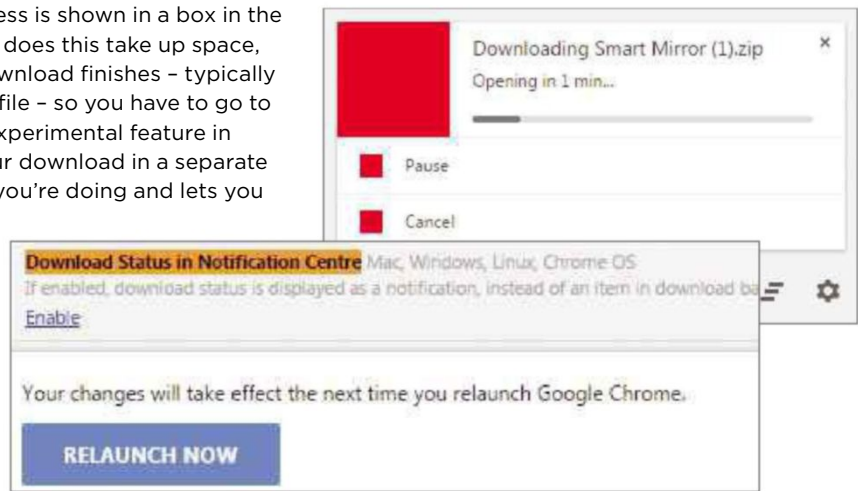 ess is shown in a box in the
does this take up space,
wnload finishes – typically
file – so you have to go to
xperimental feature in
ur download in a separate
you're doing and lets you
Downloading Smart Mirror (1).zip
Opening in 1 min...
Pause
Cancel
Download Status in Notification Centre Mac, Windows, Linux, Chrome OS
If enabled, download status is displayed as a notification, instead of an item in download ba
Enable
Your changes will take effect the next time you relaunch Google Chrome.
RELAUNCH NOW